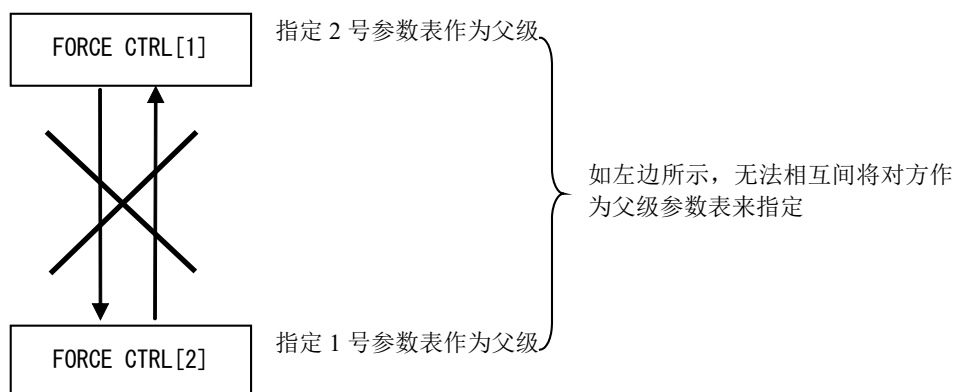 FORCE CTRL[1]
指定 2 号参数表作为父级
如左边所示，无法相互间将对方作
为父级参数表来指定
FORCE CTRL[2]
指定 1 号参数表作为父级